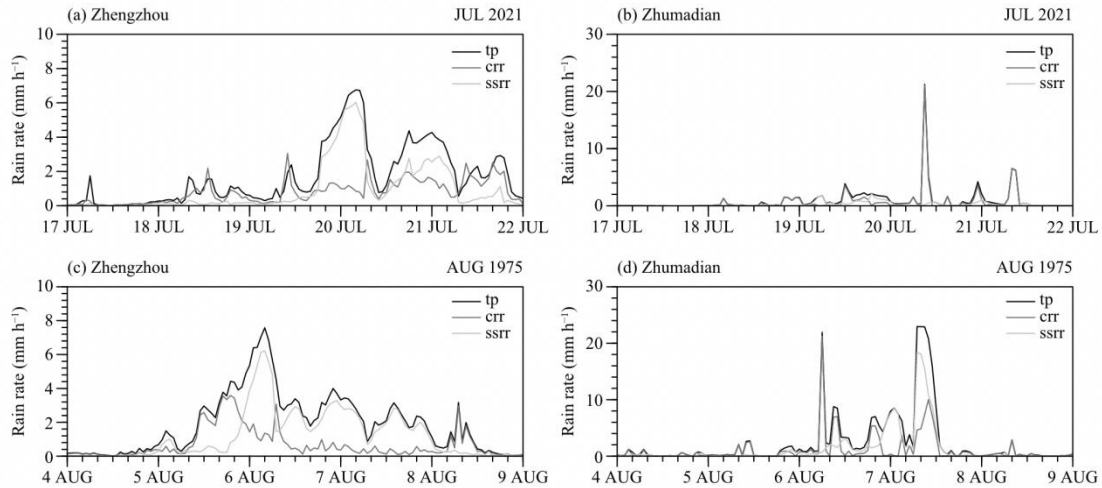 (a) Zhengzhou JUL 2021
Rain rate (mm h⁻¹)
10
8
6
4
2
0
tp
crr
ssrr
17 JUL 18 JUL 19 JUL 20 JUL 21 JUL 22 JUL
(b) Zhumadian JUL 2021
Rain rate (mm h⁻¹)
30
20
10
0
tp
crr
ssrr
17 JUL 18 JUL 19 JUL 20 JUL 21 JUL 22 JUL
(c) Zhengzhou AUG 1975
Rain rate (mm h⁻¹)
10
8
6
4
2
0
tp
crr
ssrr
4 AUG 5 AUG 6 AUG 7 AUG 8 AUG 9 AUG
(d) Zhumadian AUG 1975
Rain rate (mm h⁻¹)
30
20
10
0
tp
crr
ssrr
4 AUG 5 AUG 6 AUG 7 AUG 8 AUG 9 AUG